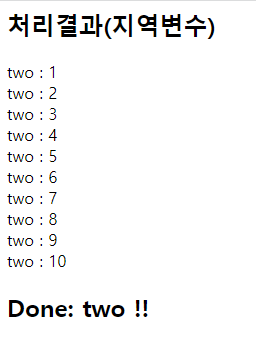 처리결과(지역변수)
two : 1
two : 2
two : 3
two : 4
two : 5
two : 6
two : 7
two : 8
two : 9
two : 10
Done: two !!